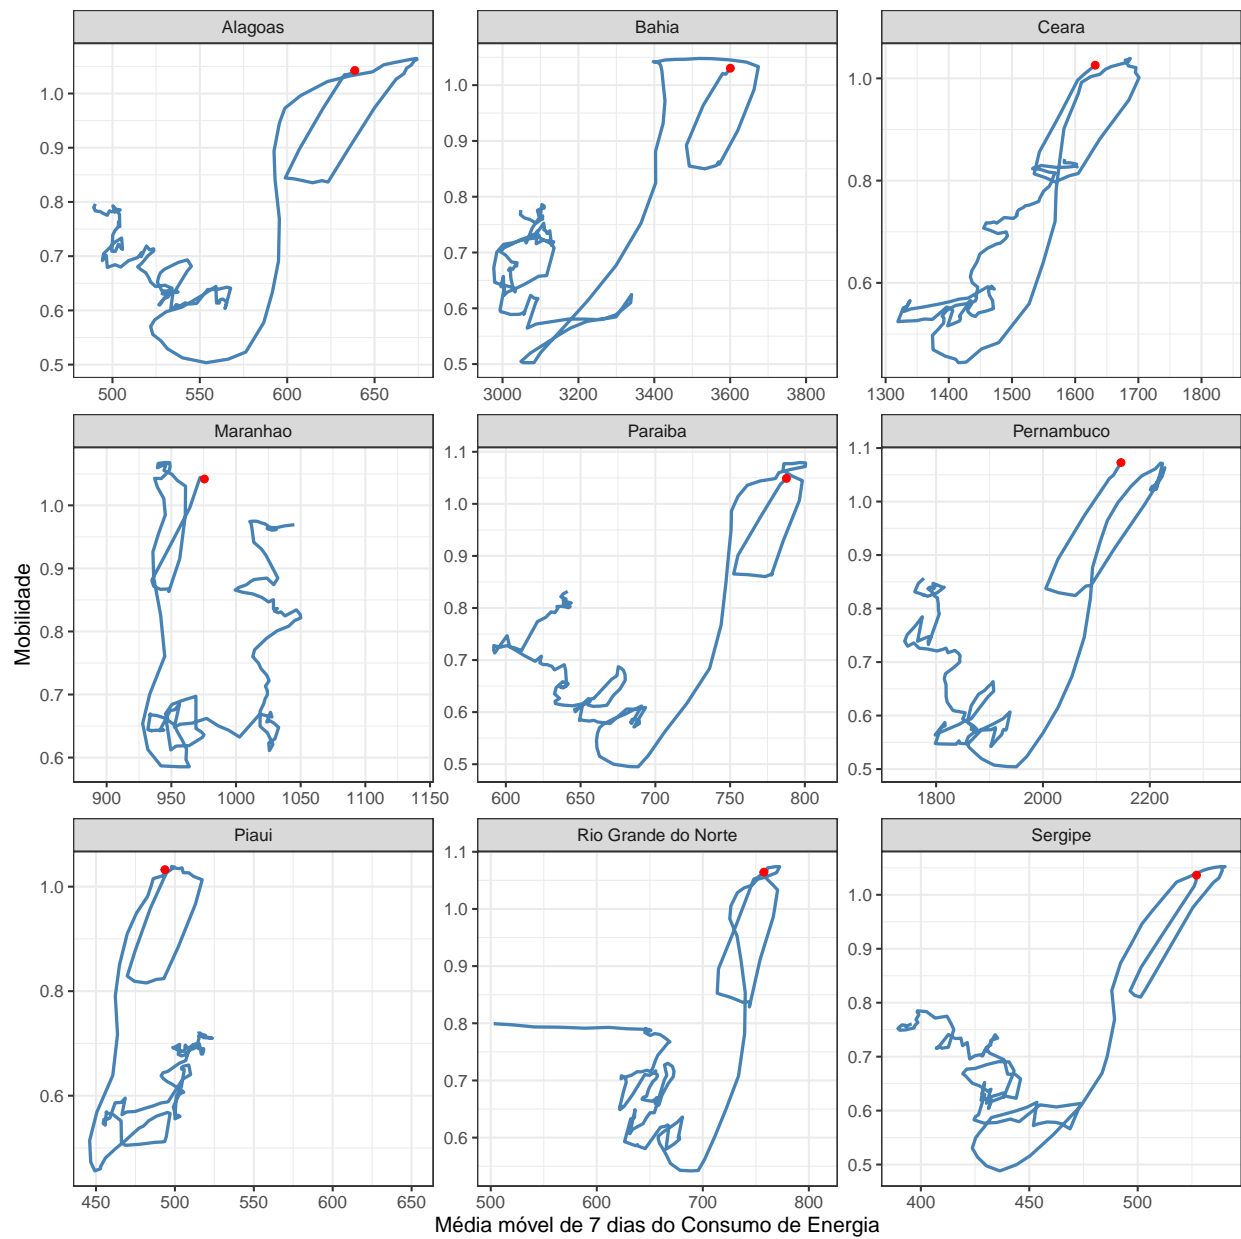 Alagoas
Bahia
Ceara
1.0
0.9
0.8
0.7
0.6
0.5
1.0
0.9
0.8
0.7
0.6
0.5
1.0
0.8
0.6
500 550 600 650
3000 3200 3400 3600 3800
1300 1400 1500 1600 1700 1800
Maranhao
Paraiba
Pernambuco
Mobilidade
1.0
0.9
0.8
0.7
0.6
1.1
1.0
0.9
0.8
0.7
0.6
0.5
1.1
1.0
0.9
0.8
0.7
0.6
0.5
900 950 1000 1050 1100 1150
600 650 700 750 800
1800 2000 2200
Piaui
Rio Grande do Norte
Sergipe
1.0
0.8
0.6
1.1
1.0
0.9
0.8
0.7
0.6
1.0
0.9
0.8
0.7
0.6
0.5
450 500 550 600 650
500 600 700 800
400 450 500
Média móvel de 7 dias do Consumo de Energia